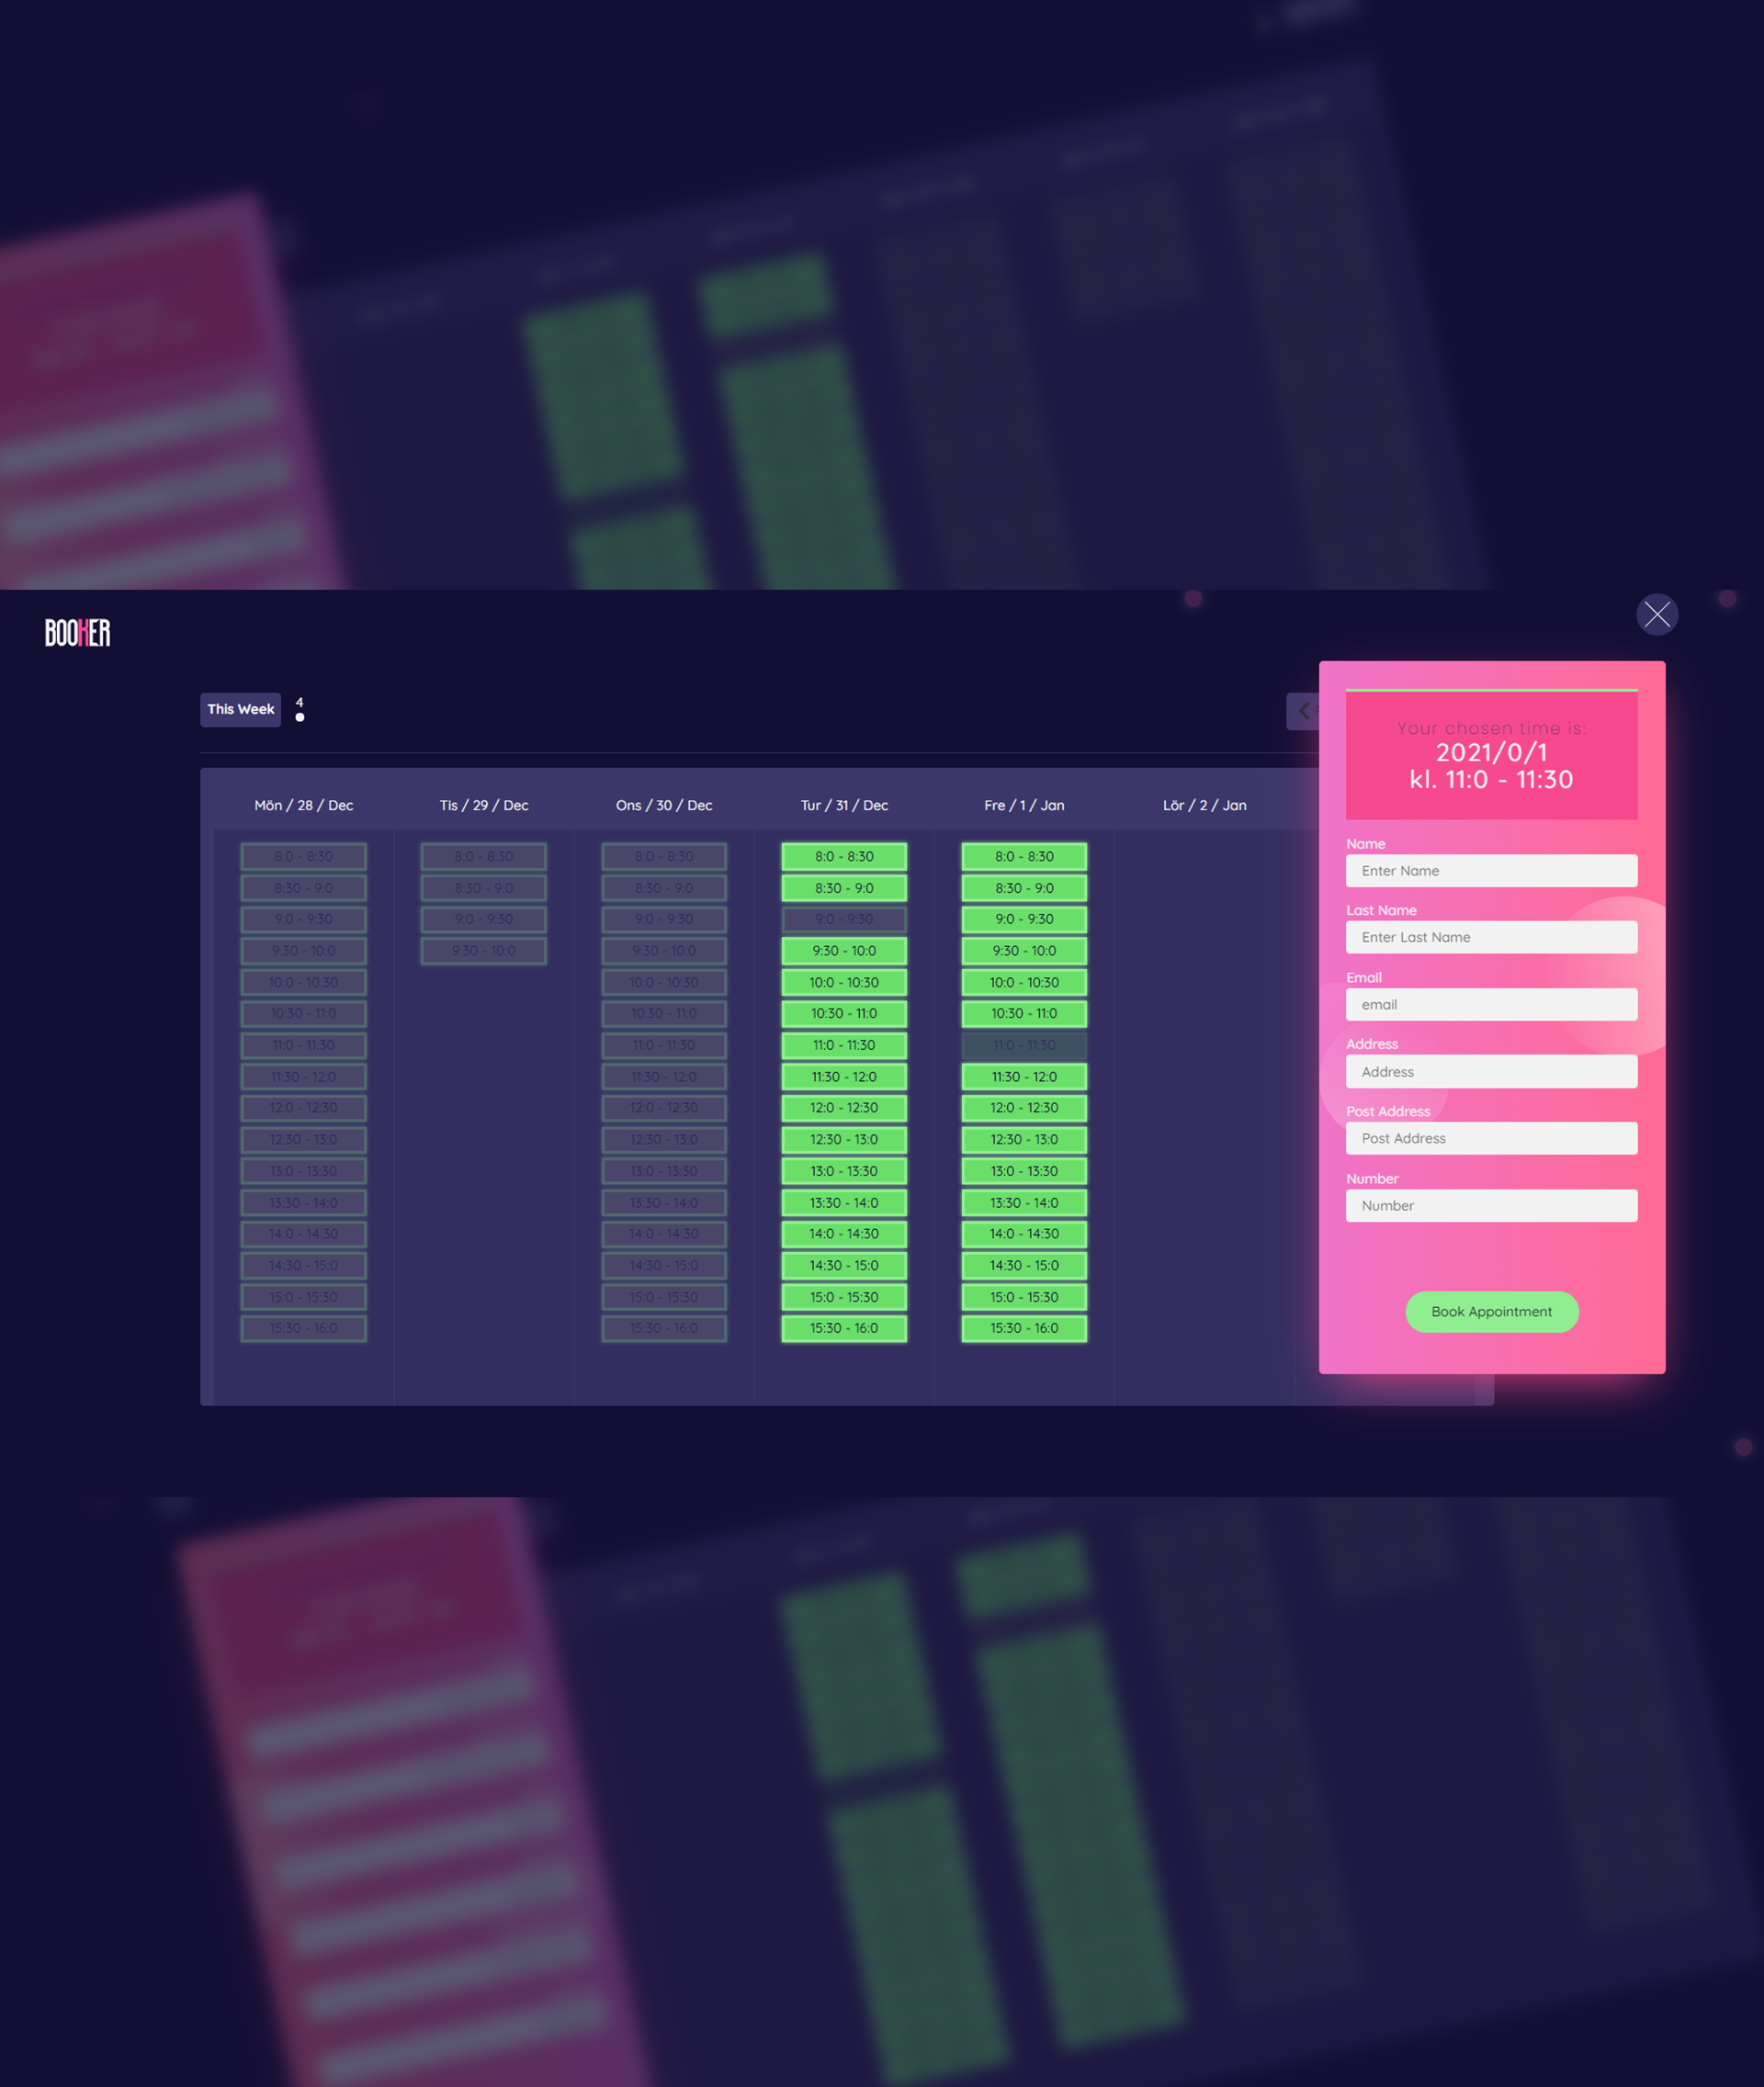 BOOKER
This Week
4
Mön / 28 / Dec
Tis / 29 / Dec
Ons / 30 / Dec
Tur / 31 / Dec
Fre / 1 / Jan
Lör / 2 / Jan
8:0 - 8:30
8:30 - 9:0
9:0 - 9:30
9:30 - 10:0
10:0 - 10:30
10:30 - 11:0
11:0 - 11:30
11:30 - 12:0
12:0 - 12:30
12:30 - 13:0
13:0 - 13:30
13:30 - 14:0
14:0 - 14:30
14:30 - 15:0
15:0 - 15:30
15:30 - 16:0
8:0 - 8:30
8:30 - 9:0
9:0 - 9:30
9:30 - 10:0
8:0 - 8:30
8:30 - 9:0
9:0 - 9:30
9:30 - 10:0
10:0 - 10:30
10:30 - 11:0
11:0 - 11:30
11:30 - 12:0
12:0 - 12:30
12:30 - 13:0
13:0 - 13:30
13:30 - 14:0
14:0 - 14:30
14:30 - 15:0
15:0 - 15:30
15:30 - 16:0
8:0 - 8:30
8:30 - 9:0
9:0 - 9:30
9:30 - 10:0
10:0 - 10:30
10:30 - 11:0
11:0 - 11:30
11:30 - 12:0
12:0 - 12:30
12:30 - 13:0
13:0 - 13:30
13:30 - 14:0
14:0 - 14:30
14:30 - 15:0
15:0 - 15:30
15:30 - 16:0
8:0 - 8:30
8:30 - 9:0
9:0 - 9:30
9:30 - 10:0
10:0 - 10:30
10:30 - 11:0
11:0 - 11:30
11:30 - 12:0
12:0 - 12:30
12:30 - 13:0
13:0 - 13:30
13:30 - 14:0
14:0 - 14:30
14:30 - 15:0
15:0 - 15:30
15:30 - 16:0
Your chosen time is:
2021/0/1
kl. 11:0 - 11:30
Name
Enter Name
Last Name
Enter Last Name
Email
email
Address
Address
Post Address
Post Address
Number
Number
Book Appointment